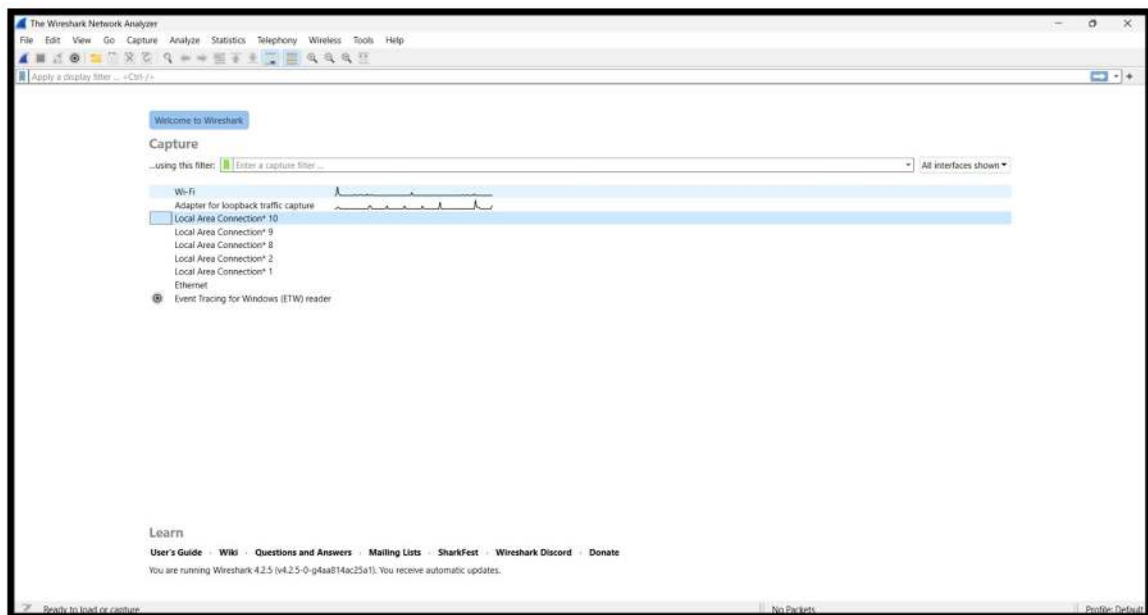 The Wireshark Network Analyzer
File Edit View Go Capture Analyze Statistics Telephony Wireless Tools Help
Apply a display filter ... <Ctrl-/>
Welcome to Wireshark
Capture
...using this filter: Enter a capture filter ... All interfaces shown
Wi-Fi
Adapter for loopback traffic capture
Local Area Connection* 10
Local Area Connection* 9
Local Area Connection* 8
Local Area Connection* 2
Local Area Connection* 1
Ethernet
Event Tracing for Windows (ETW) reader
Learn
User's Guide · Wiki · Questions and Answers · Mailing Lists · SharkFest · Wireshark Discord · Donate
You are running Wireshark 4.2.5 (v4.2.5-0-g4aa814ac25a1). You receive automatic updates.
Ready to load or capture No Packets Profile: Default